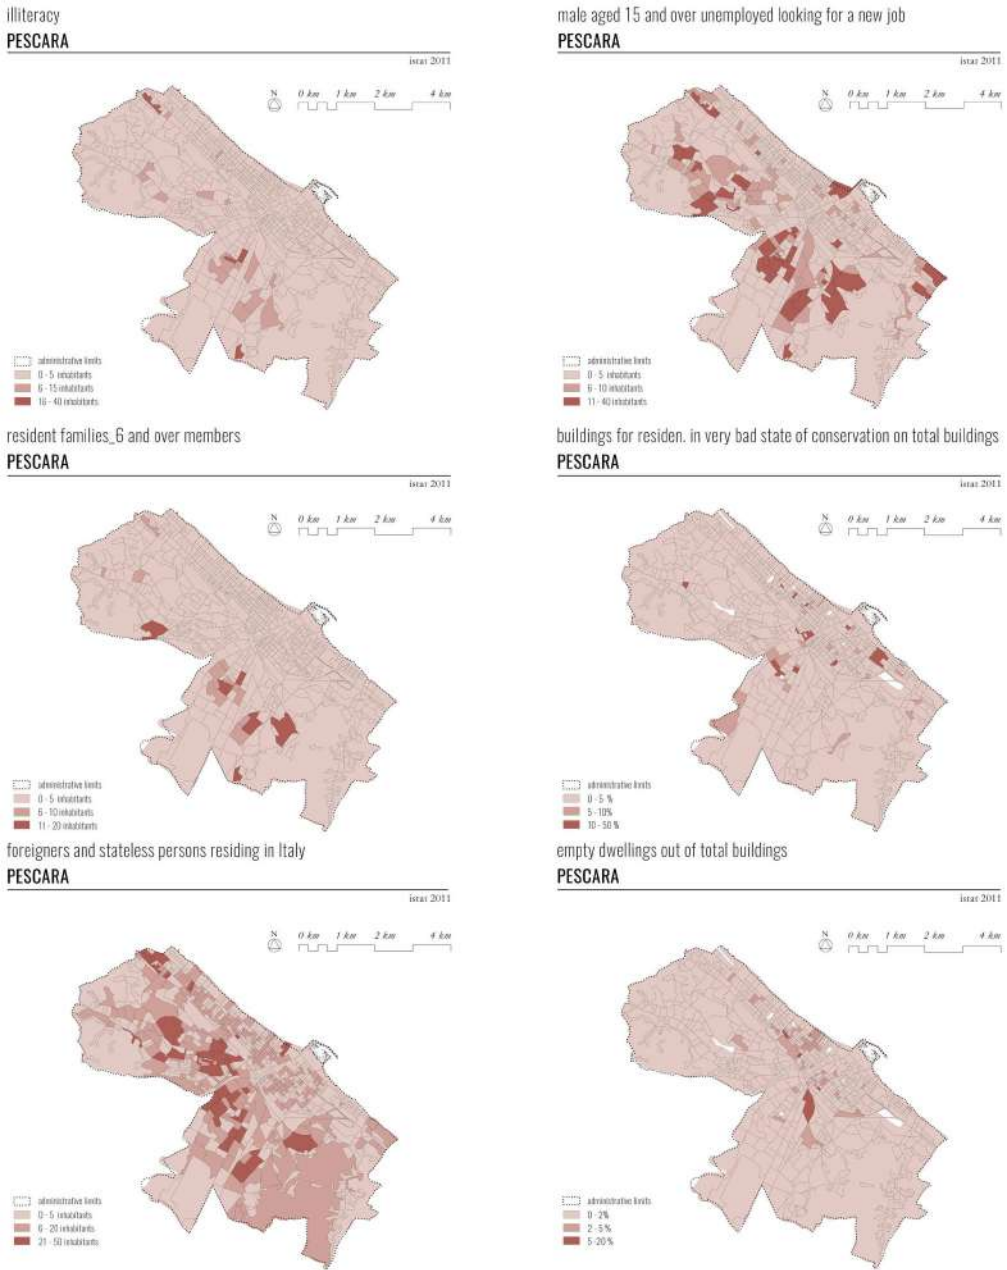 illiteracy
PESCARA
istat 2011
N 0 km 1 km 2 km 4 km
administrative limits
0 - 5 inhabitants
6 - 15 inhabitants
16 - 40 inhabitants
male aged 15 and over unemployed looking for a new job
PESCARA
istat 2011
N 0 km 1 km 2 km 4 km
administrative limits
0 - 5 inhabitants
6 - 10 inhabitants
11 - 40 inhabitants
resident families_6 and over members
PESCARA
istat 2011
N 0 km 1 km 2 km 4 km
administrative limits
0 - 5 inhabitants
6 - 10 inhabitants
11 - 20 inhabitants
buildings for residen. in very bad state of conservation on total buildings
PESCARA
istat 2011
N 0 km 1 km 2 km 4 km
administrative limits
0 - 5 %
5 - 10%
10 - 50 %
foreigners and stateless persons residing in Italy
PESCARA
istat 2011
N 0 km 1 km 2 km 4 km
administrative limits
0 - 5 inhabitants
6 - 20 inhabitants
21 - 50 inhabitants
empty dwellings out of total buildings
PESCARA
istat 2011
N 0 km 1 km 2 km 4 km
administrative limits
0 - 2%
2 - 5 %
5 -20 %